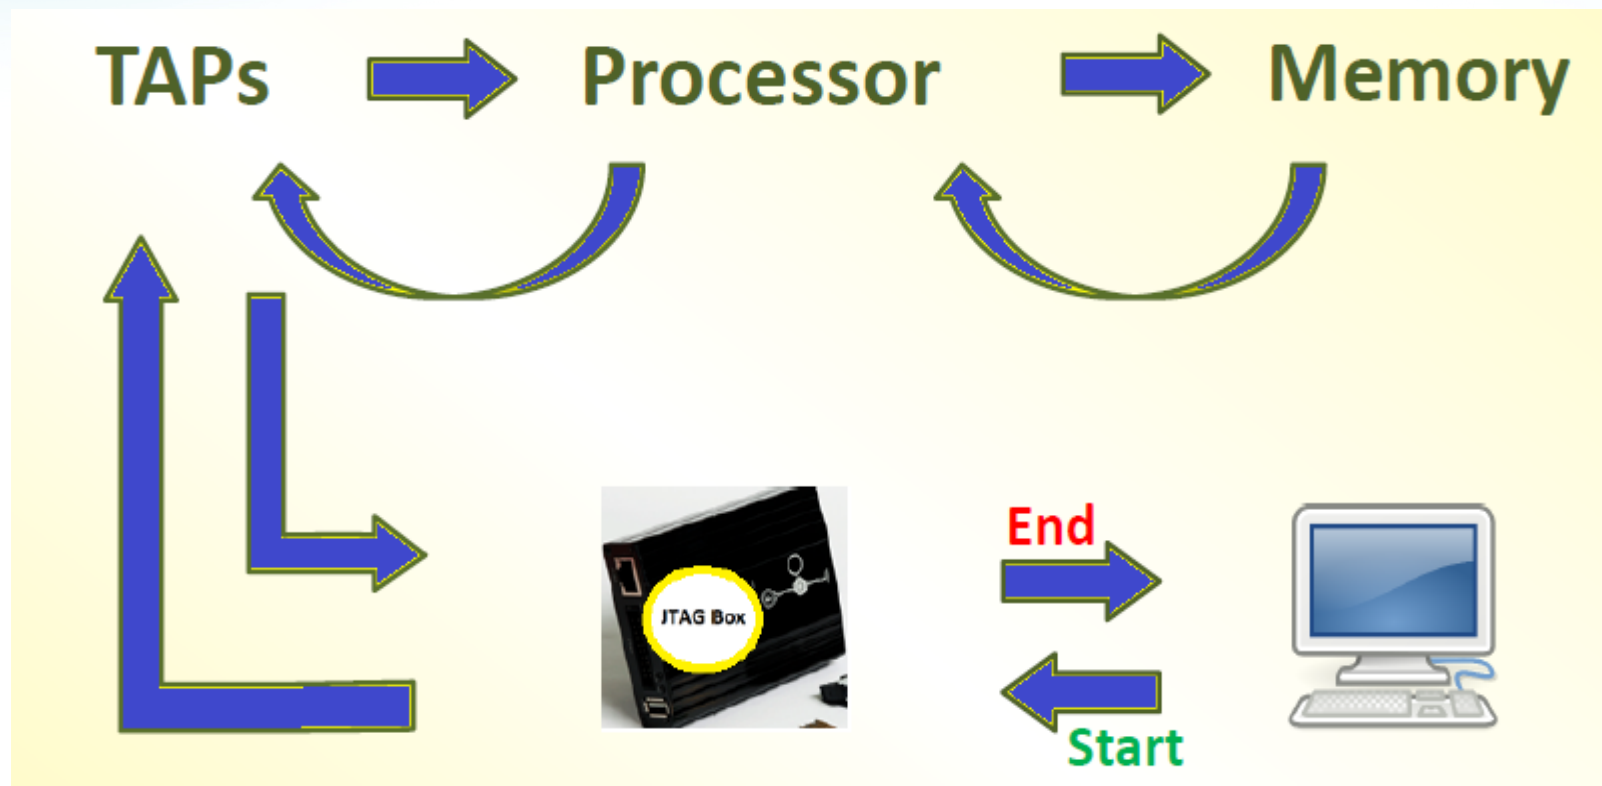 TAPs
Processor
Memory
End
JTAG Box
Start